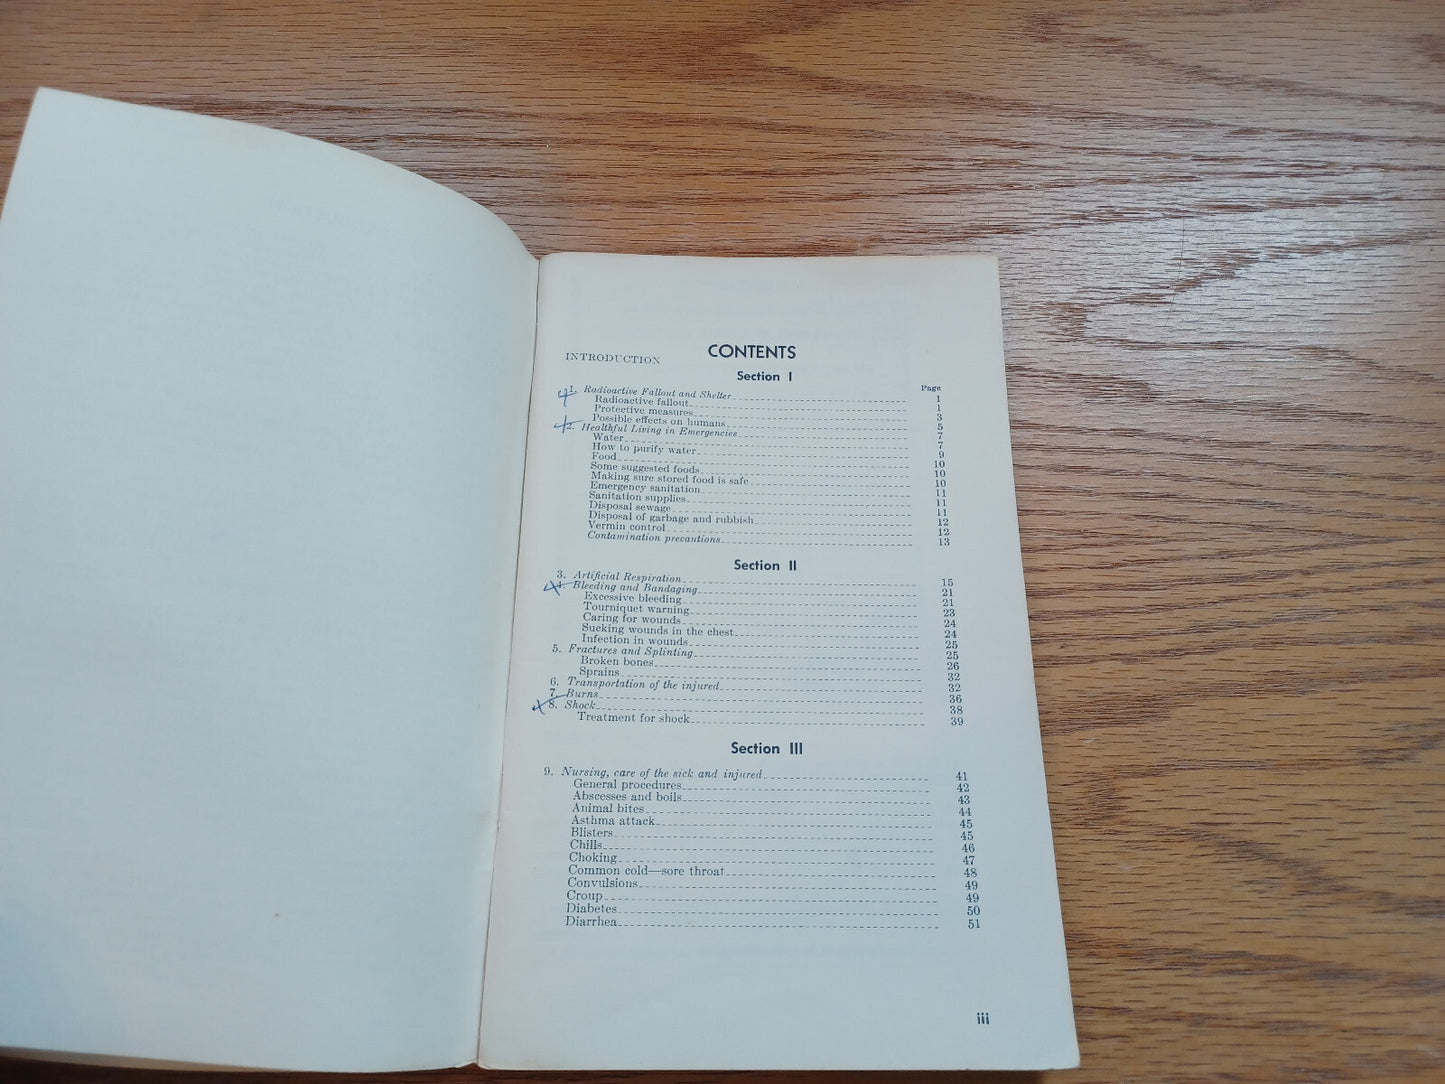 CONTENTS
INTRODUCTION
Section I
Page
1. Radioactive Fallout and Shelter 1
Radioactive fallout 1
Protective measures 3
Possible effects on humans 5
2. Healthful Living in Emergencies 7
Water 7
How to purify water 9
Food 10
Some suggested foods 10
Making sure stored food is safe 10
Emergency sanitation 11
Sanitation supplies 11
Disposal sewage 11
Disposal of garbage and rubbish 12
Vermin control 12
Contamination precautions 13
Section II
3. Artificial Respiration 15
4. Bleeding and Bandaging 21
Excessive bleeding 21
Tourniquet warning 23
Caring for wounds 24
Sucking wounds in the chest 24
Infection in wounds 25
5. Fractures and Splinting 25
Broken bones 26
Sprains 32
6. Transportation of the injured 32
7. Burns 36
8. Shock 38
Treatment for shock 39
Section III
9. Nursing, care of the sick and injured 41
General procedures 42
Abscesses and boils 43
Animal bites 44
Asthma attack 45
Blisters 45
Chills 46
Choking 47
Common cold—sore throat 48
Convulsions 49
Croup 49
Diabetes 50
Diarrhea 51
iii